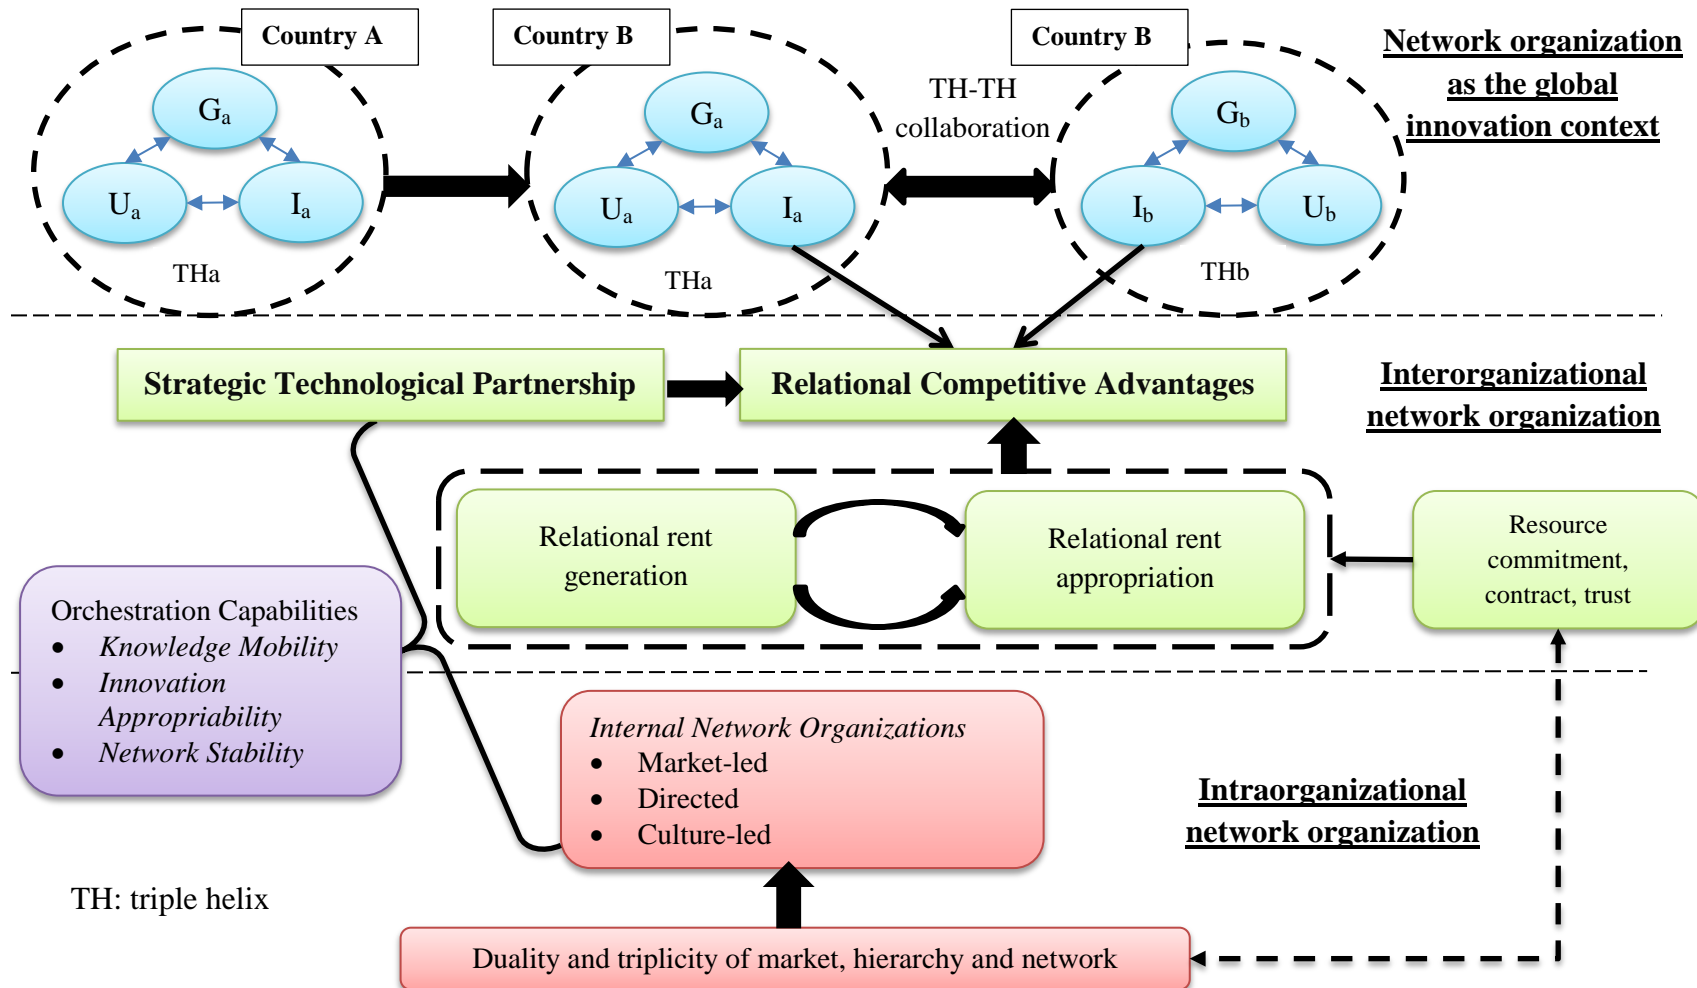 Country A
Country B
Country B
Network organization
as the global
innovation context
TH-TH
collaboration
Gₐ
Uₐ
Iₐ
THa
Gₐ
Uₐ
Iₐ
THa
G_b
I_b
U_b
THb
Strategic Technological Partnership
Relational Competitive Advantages
Interorganizational
network organization
Relational rent
generation
Relational rent
appropriation
Resource
commitment,
contract, trust
Orchestration Capabilities
• Knowledge Mobility
• Innovation
Appropriability
• Network Stability
Internal Network Organizations
• Market-led
• Directed
• Culture-led
Intraorganizational
network organization
TH: triple helix
Duality and triplicity of market, hierarchy and network